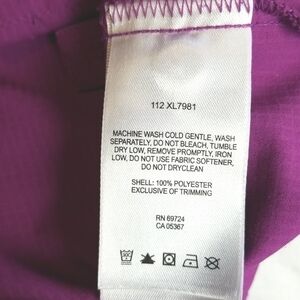 112 XL7981
MACHINE WASH COLD GENTLE, WASH
SEPARATELY, DO NOT BLEACH, TUMBLE
DRY LOW, REMOVE PROMPTLY, IRON
LOW, DO NOT USE FABRIC SOFTENER,
DO NOT DRYCLEAN
SHELL: 100% POLYESTER
EXCLUSIVE OF TRIMMING
RN 69724
CA 05367